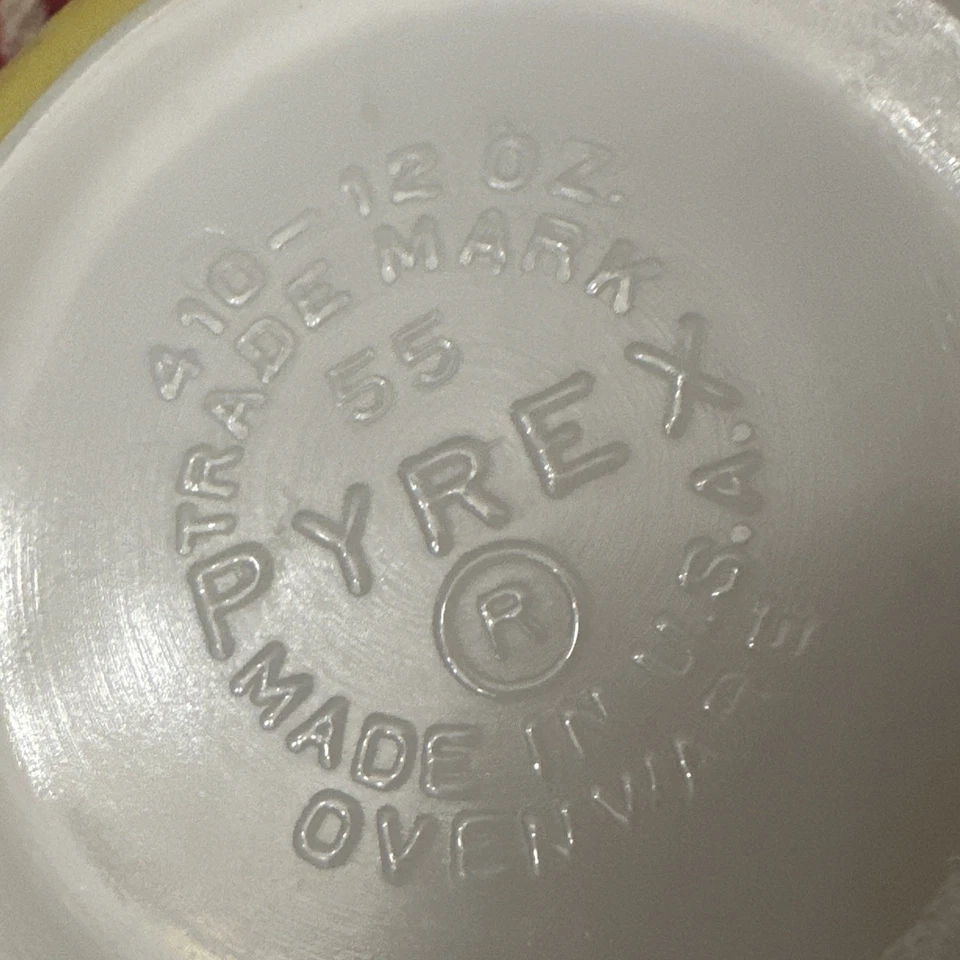 410-12 OZ.
TRADE MARK
55
PYREX
®
MADE IN U.S.A.
OVENWARE